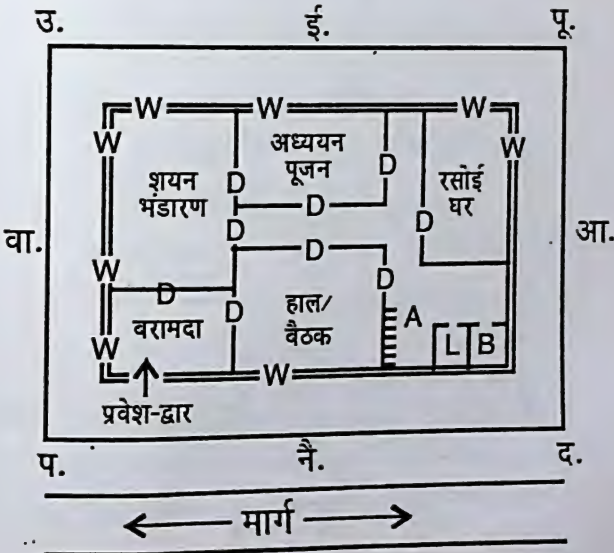 उ. ई. पू.
W W W
W W
शयन
भंडारण
अध्ययन
पूजन
रसोई
घर
D D
D D
D
वा. आ.
D D
W D
D
वरामदा
हाल/
बैठक
D A
W L B
W
प्रवेश-द्वार
प. नै. द.
मार्ग